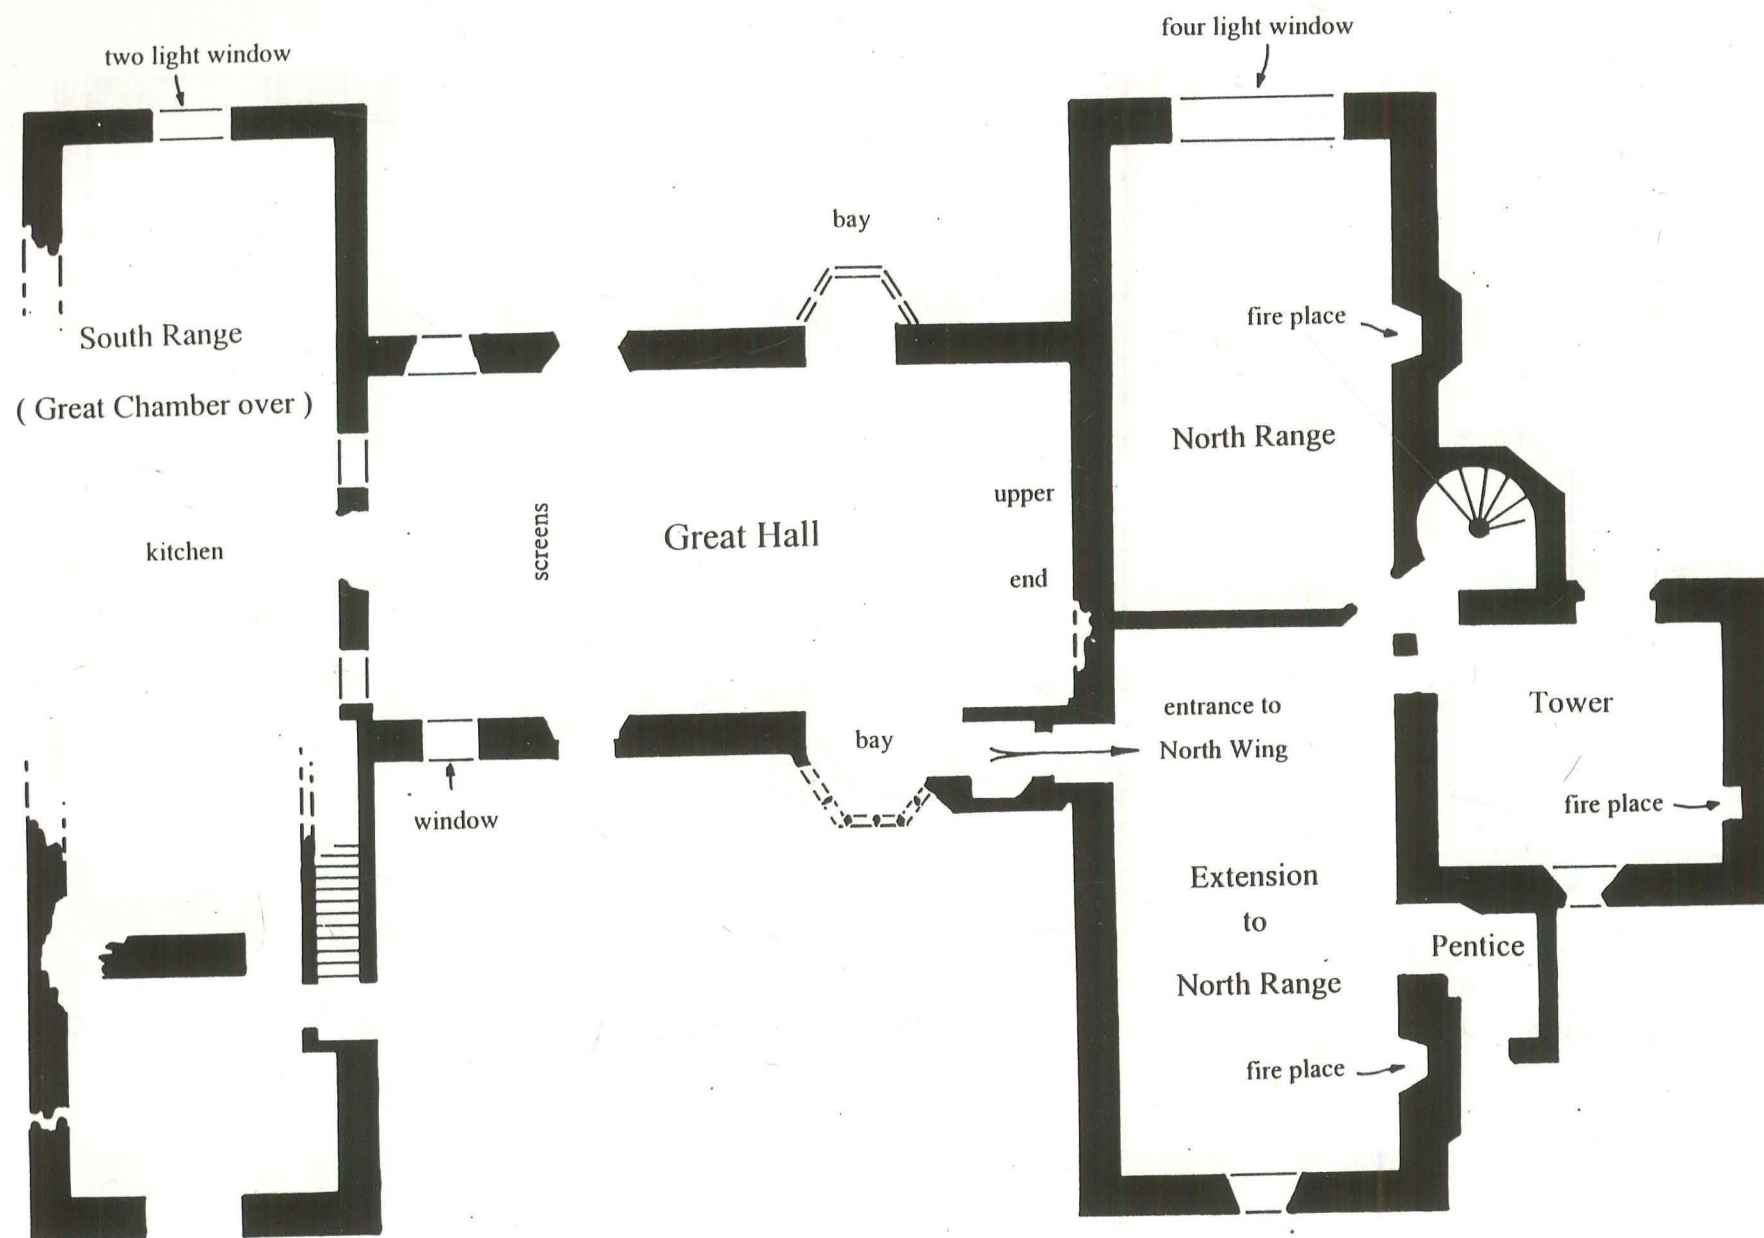 four light window
two light window
bay
fire place
South Range
( Great Chamber over )
North Range
upper
screens
Great Hall
kitchen
end
entrance to
Tower
bay
North Wing
fire place
window
Extension
to
Pentice
North Range
fire place